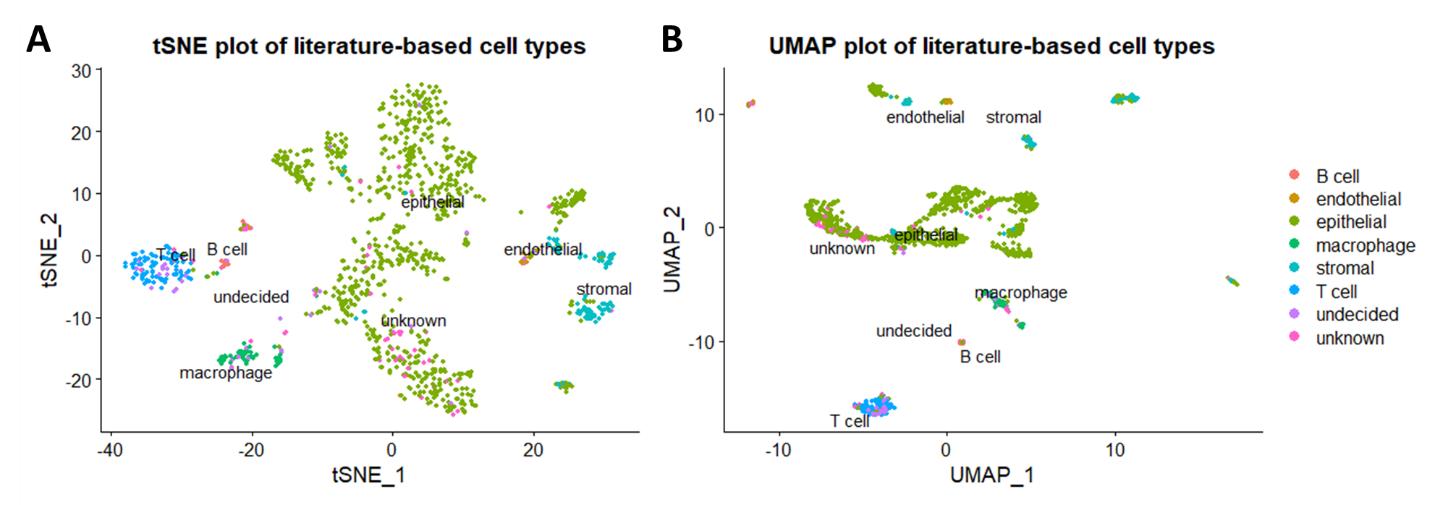 A
tSNE plot of literature-based cell types
30
20
10
0
-10
-20
-40
-20
0
20
tSNE_2
tSNE_1
epithelial
T cell
B cell
endothelial
undecided
stromal
unknown
macrophage
B
UMAP plot of literature-based cell types
10
0
-10
-10
0
10
UMAP_2
UMAP_1
endothelial
stromal
unknown
epithelial
macrophage
undecided
B cell
T cell
B cell
endothelial
epithelial
macrophage
stromal
T cell
undecided
unknown